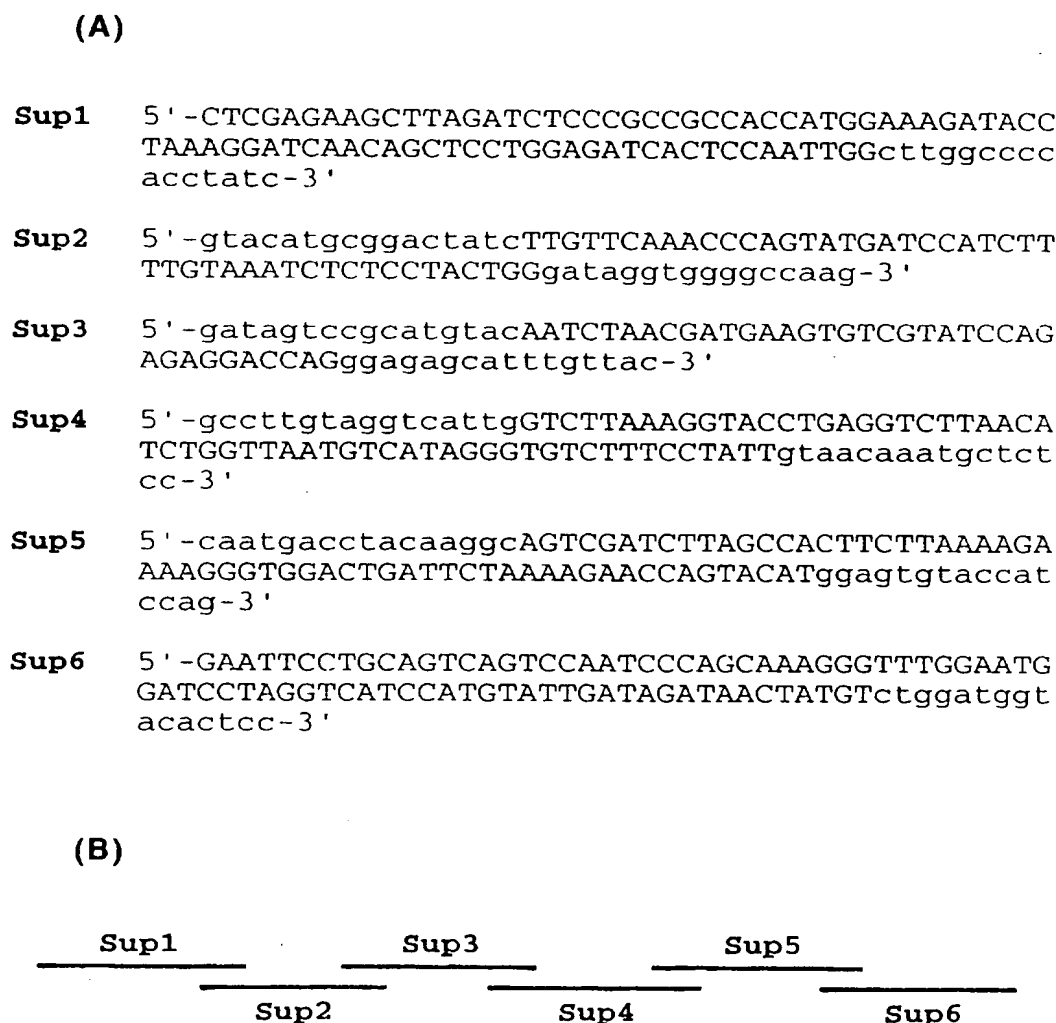 (A)
Sup1 5'-CTCGAGAAGCTTAGATCTCCCGCCGCCACCATGGAAAGATACC
TAAAGGATCAACAGCTCCTGGAGATCACTCCAATTGGcttggcccc
acctatc-3'
Sup2 5'-gtacatgcggactatcTTGTTCAAACCCAGTATGATCCATCTT
TTGTAAATCTCTCCTACTGGgataggtggggccaag-3'
Sup3 5'-gatagtccgcatgtacAATCTAACGATGAAGTGTCGTATCCAG
AGAGGACCAGggagagcatttgttac-3'
Sup4 5'-gccttgtaggtcattgGTCTTAAAGGTACCTGAGGTCTTAACA
TCTGGTTAATGTCATAGGGTGTCTTTCCTATTgtaacaaatgctct
cc-3'
Sup5 5'-caatgacctacaaggcAGTCGATCTTAGCCACTTCTTAAAAGA
AAAGGGTGGACTGATTCTAAAAGAACCAGTACATggagtgtaccat
ccag-3'
Sup6 5'-GAATTCCTGCAGTCAGTCCAATCCCAGCAAAGGGTTTGGAATG
GATCCTAGGTCATCCATGTATTGATAGATAACTATGTctggatggt
acactcc-3'
(B)
Sup1 Sup3 Sup5
Sup2 Sup4 Sup6